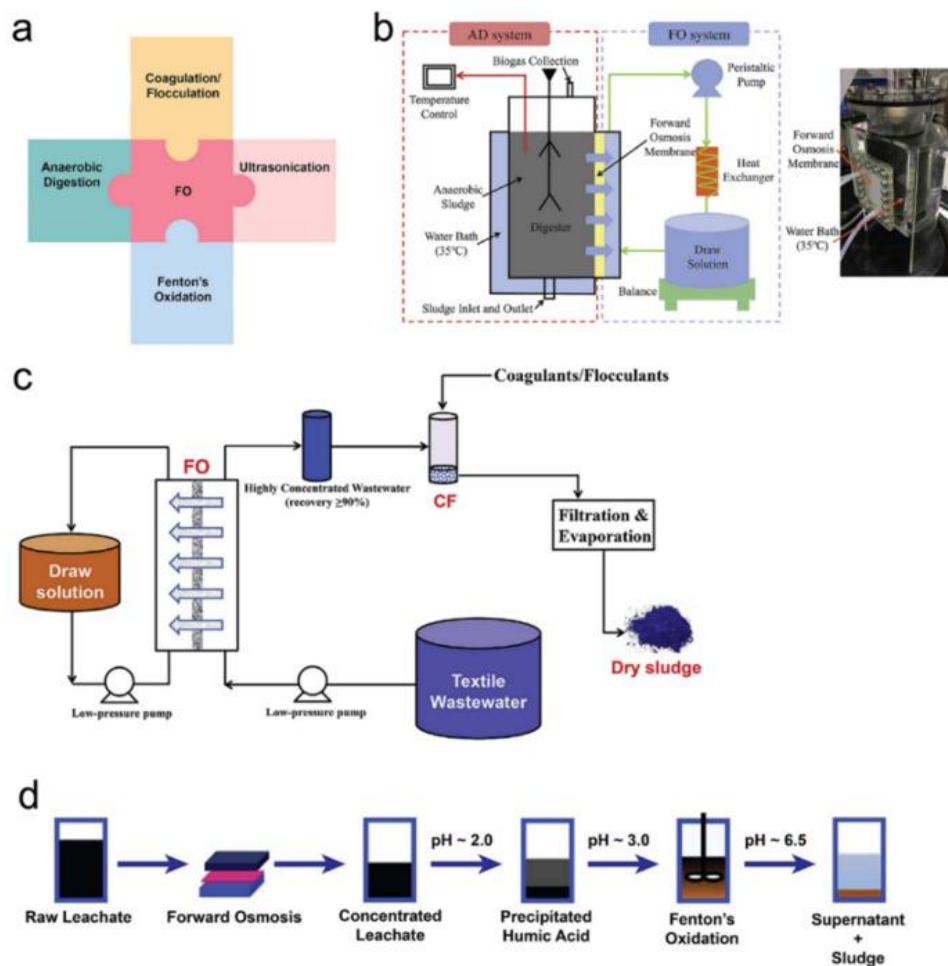 a
Coagulation/
Flocculation
Anaerobic
Digestion
FO
Ultrasonication
Fenton's
Oxidation
b
AD system
FO system
Biogas Collection
Temperature
Control
Forward
Osmosis
Membrane
Anaerobic
Sludge
Water Bath
(35°C)
Digester
Sludge Inlet and Outlet
Peristaltic
Pump
Heat
Exchanger
Draw
Solution
Balance
Forward
Osmosis
Membrane
Water Bath
(35°C)
c
Coagulants/Flocculants
FO
Highly Concentrated Wastewater
(recovery ≥90%)
CF
Filtration &
Evaporation
Draw
solution
Textile
Wastewater
Dry sludge
Low-pressure pump
Low-pressure pump
d
pH ~ 2.0
pH ~ 3.0
pH ~ 6.5
Raw Leachate
Forward Osmosis
Concentrated
Leachate
Precipitated
Humic Acid
Fenton's
Oxidation
Supernatant
+
Sludge